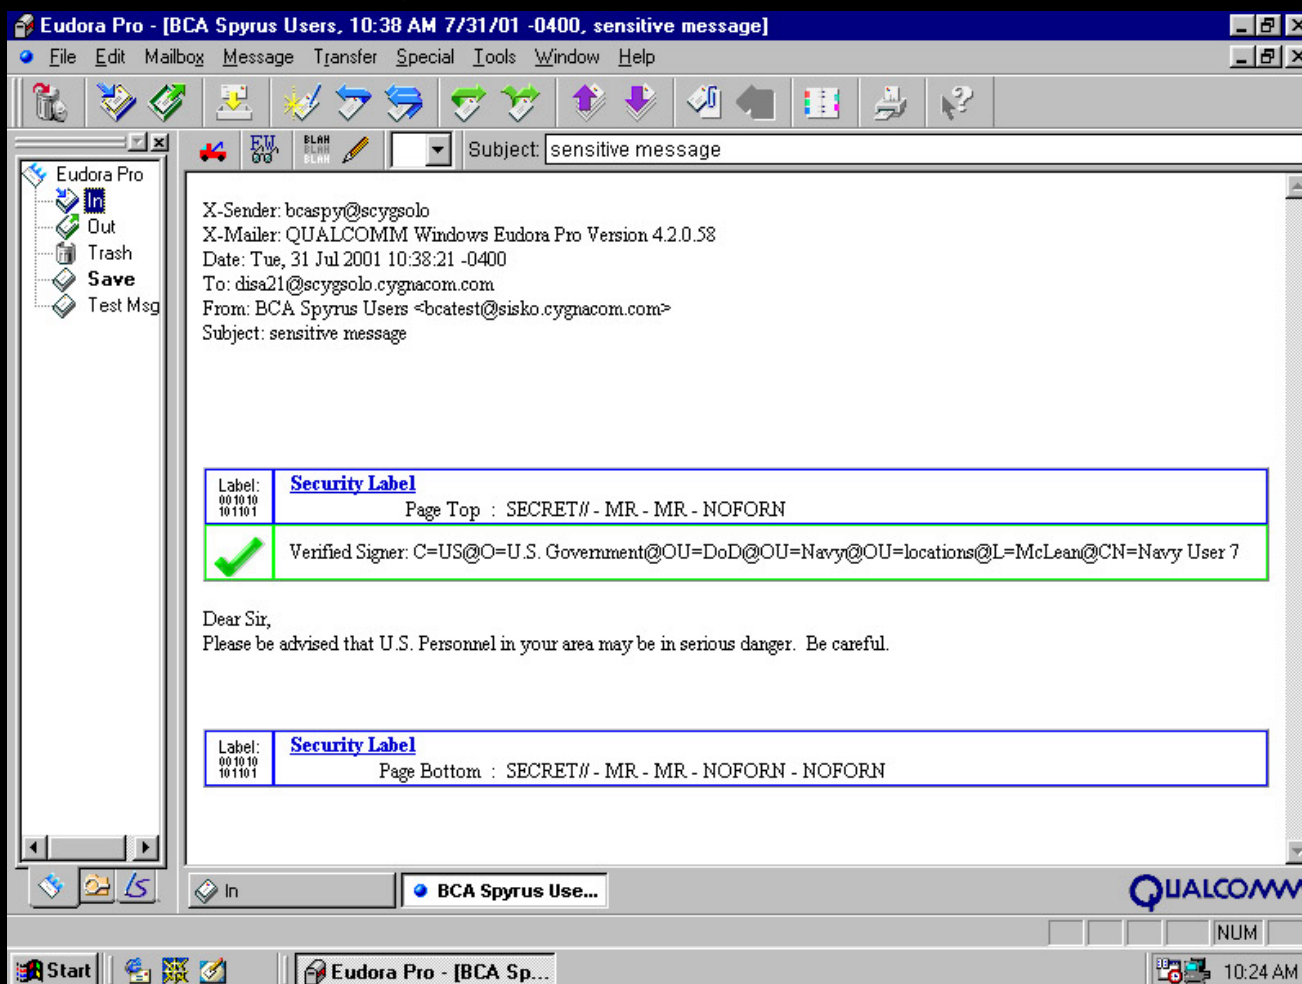 Eudora Pro - [BCA Spyrus Users, 10:38 AM 7/31/01 -0400, sensitive message]
File Edit Mailbox Message Transfer Special Tools Window Help
BLAH
BLAH
BLAH
Subject: sensitive message
Eudora Pro
In
Out
Trash
Save
Test Msg
X-Sender: bcaspy@scygsolo
X-Mailer: QUALCOMM Windows Eudora Pro Version 4.2.0.58
Date: Tue, 31 Jul 2001 10:38:21 -0400
To: disa21@scygsolo.cygnacom.com
From: BCA Spyrus Users <bcatest@sisko.cygnacom.com>
Subject: sensitive message
Label:
001010
101101
Security Label
Page Top : SECRET// - MR - MR - NOFORN
Verified Signer: C=US@O=U.S. Government@OU=DoD@OU=Navy@OU=locations@L=McLean@CN=Navy User 7
Dear Sir,
Please be advised that U.S. Personnel in your area may be in serious danger. Be careful.
Label:
001010
101101
Security Label
Page Bottom : SECRET// - MR - MR - NOFORN - NOFORN
In
BCA Spyrus Use...
QUALCOMM
NUM
Start
Eudora Pro - [BCA Sp...
10:24 AM